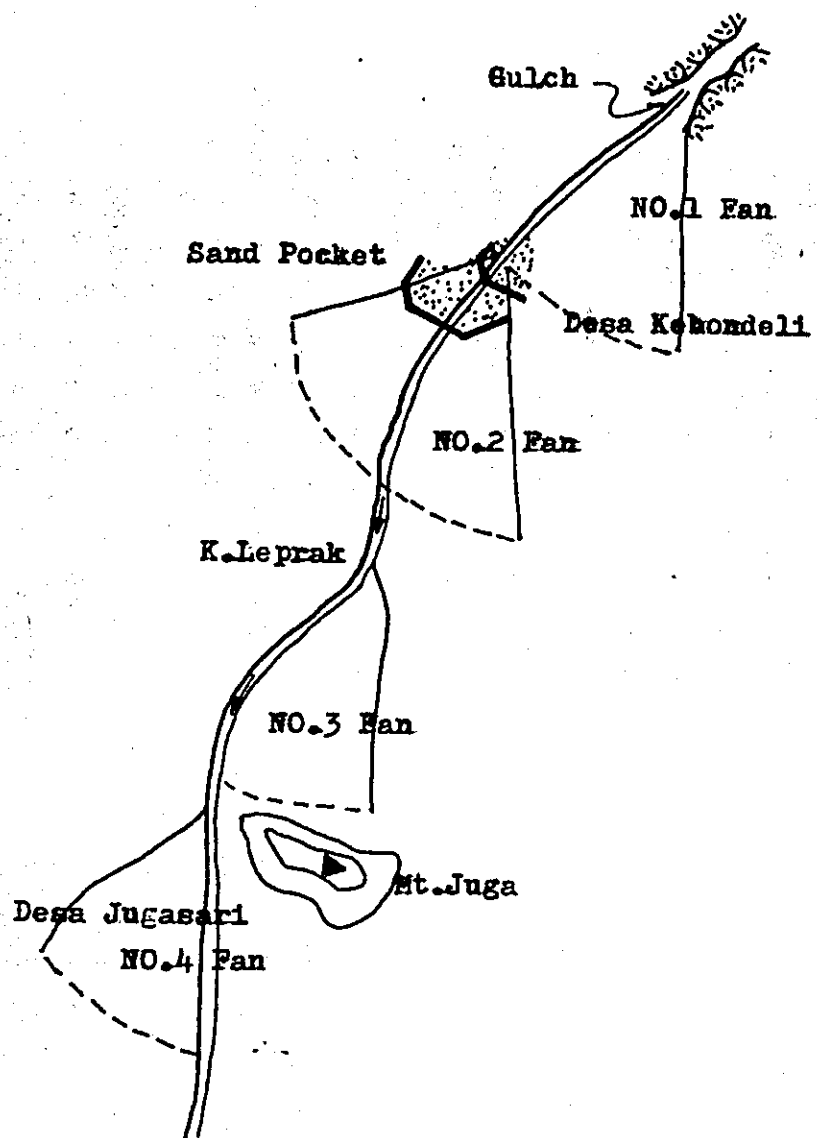 Gulch
NO.1 Fan
Sand Pocket
Desa Kebondeli
NO.2 Fan
K.Leprak
NO.3 Fan
Mt.Juga
Desa Jugasari
NO.4 Fan